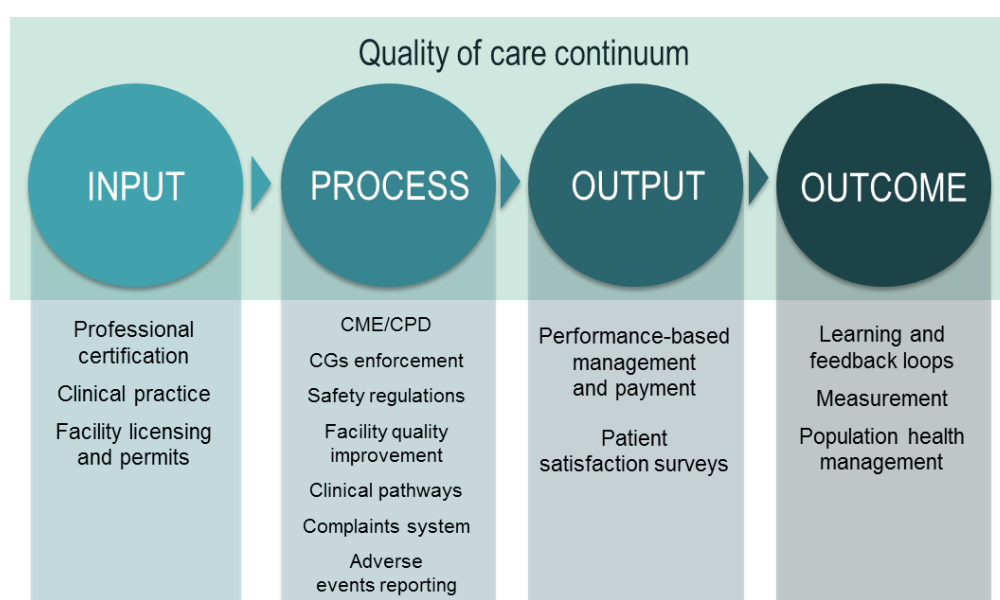 Quality of care continuum
INPUT
PROCESS
OUTPUT
OUTCOME
Professional
certification
Clinical practice
Facility licensing
and permits
CME/CPD
CGs enforcement
Safety regulations
Facility quality
improvement
Clinical pathways
Complaints system
Adverse
events reporting
Performance-based
management
and payment
Patient
satisfaction surveys
Learning and
feedback loops
Measurement
Population health
management